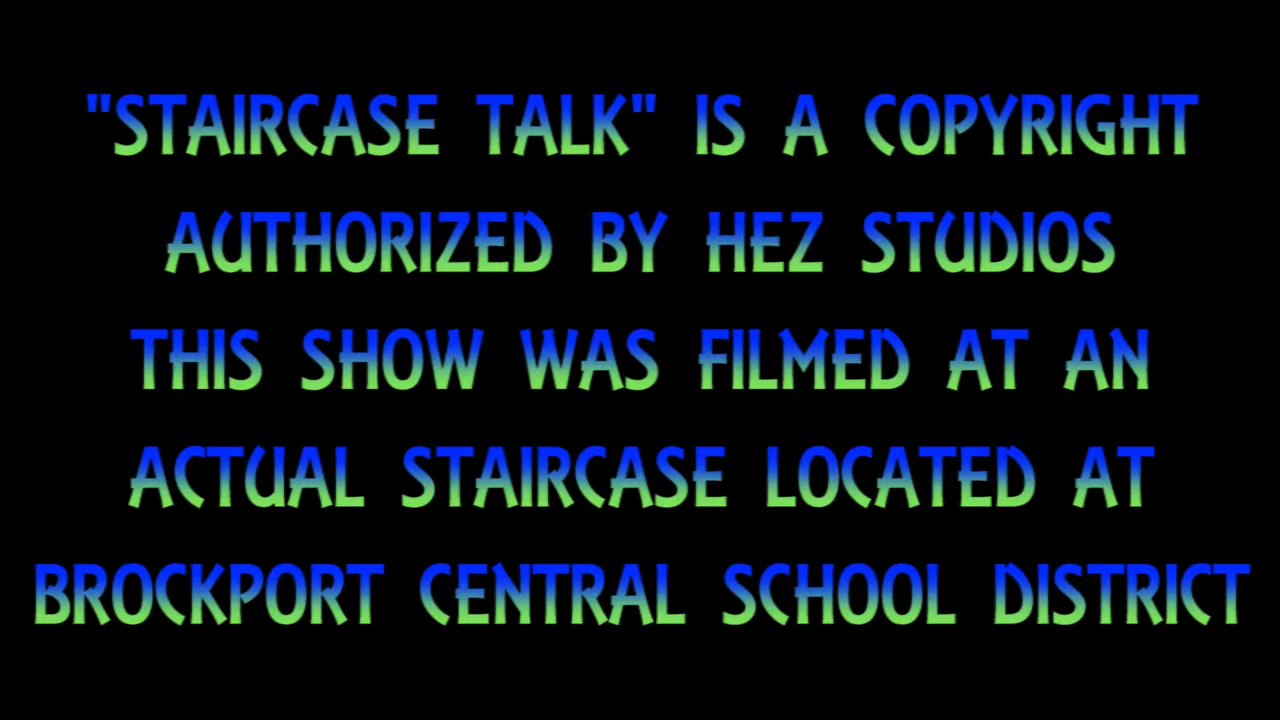 "STAIRCASE TALK" IS A COPYRIGHT
AUTHORIZED BY HEZ STUDIOS
THIS SHOW WAS FILMED AT AN
ACTUAL STAIRCASE LOCATED AT
BROCKPORT CENTRAL SCHOOL DISTRICT